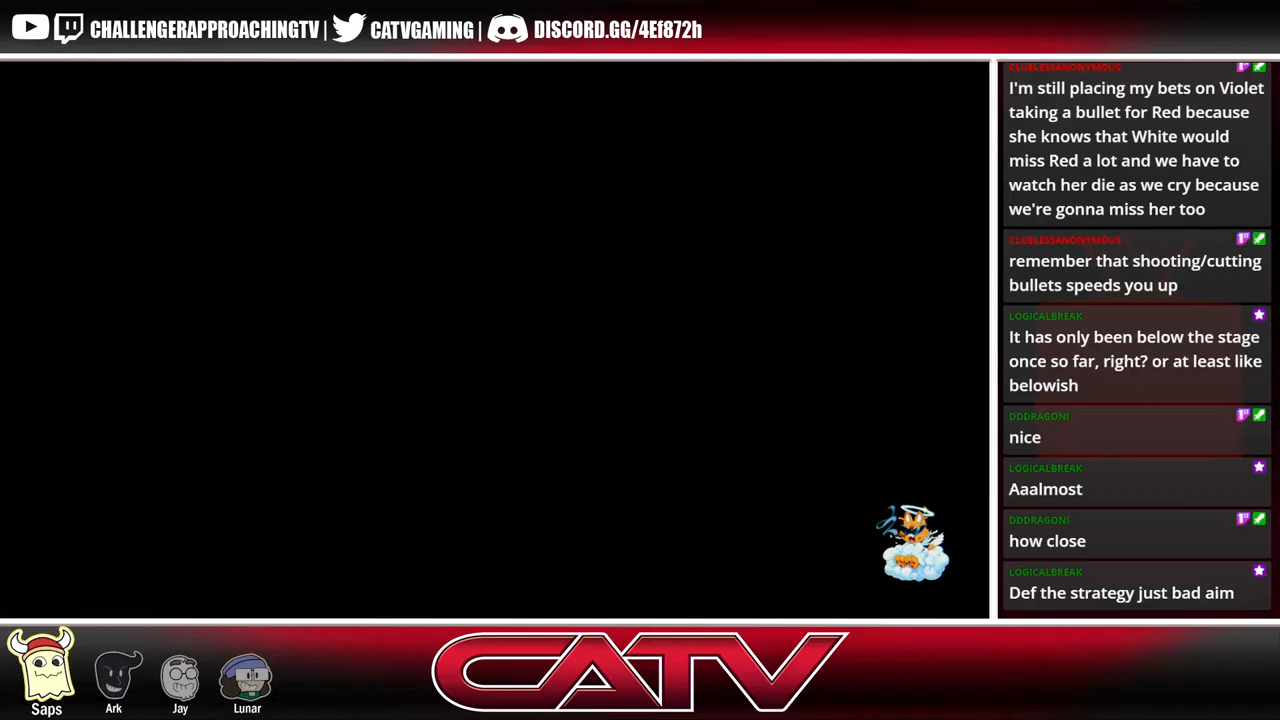 CHALLENGERAPPROACHINGTV | CATVGAMING | DISCORD.GG/4Ef872h
CLUELESSANONYMOUS
I'm still placing my bets on Violet
taking a bullet for Red because
she knows that White would
miss Red a lot and we have to
watch her die as we cry because
we're gonna miss her too
CLUELESSANONYMOUS
remember that shooting/cutting
bullets speeds you up
LOGICALBREAK
It has only been below the stage
once so far, right? or at least like
belowish
DDDRAGONI
nice
LOGICALBREAK
Aaalmost
DDDRAGONI
how close
LOGICALBREAK
Def the strategy just bad aim
Saps
Ark
Jay
Lunar
CATV